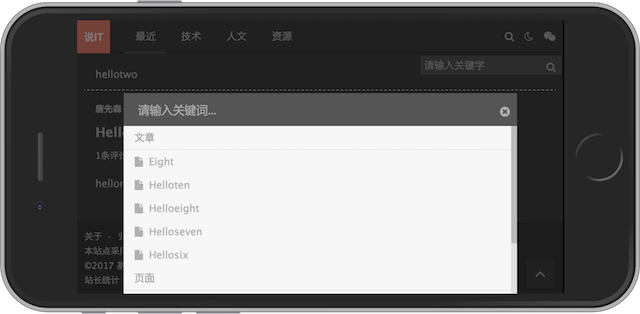 说IT 最近 技术 人文 资源
请输入关键字
hellotwo
请输入关键词...
唐先森
文章
Hello
1条评
Eight
Helloten
hello
Helloeight
Helloseven
关于 ·
本站点采
Hellosix
©2017
页面
站长统计